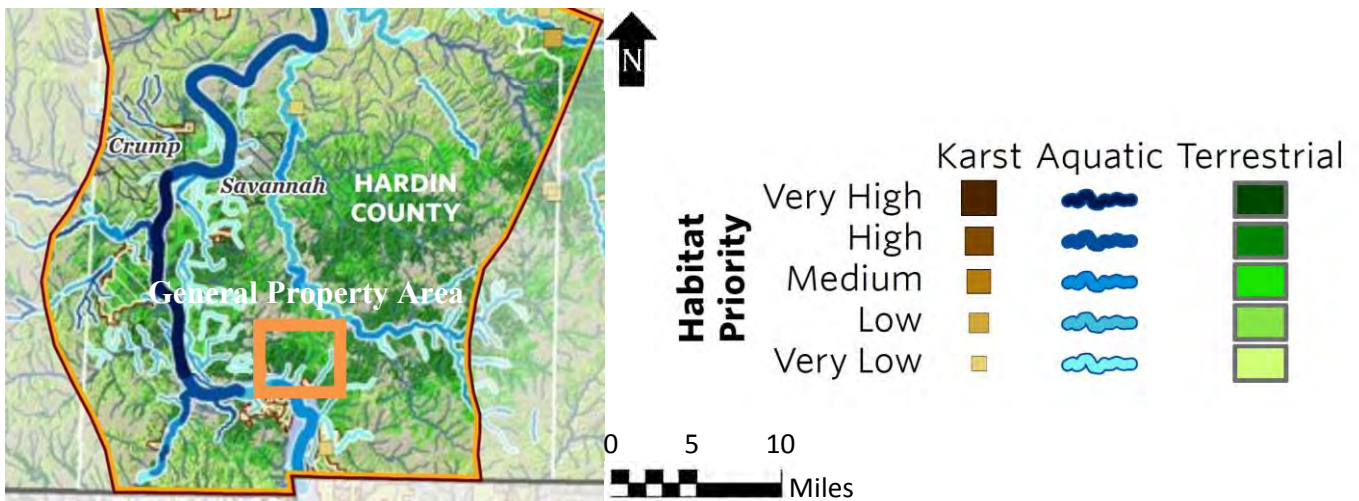 Crump
Savannah
HARDIN
COUNTY
General Property Area
N
Karst Aquatic Terrestrial
Habitat
Priority
Very High
High
Medium
Low
Very Low
0 5 10
Miles